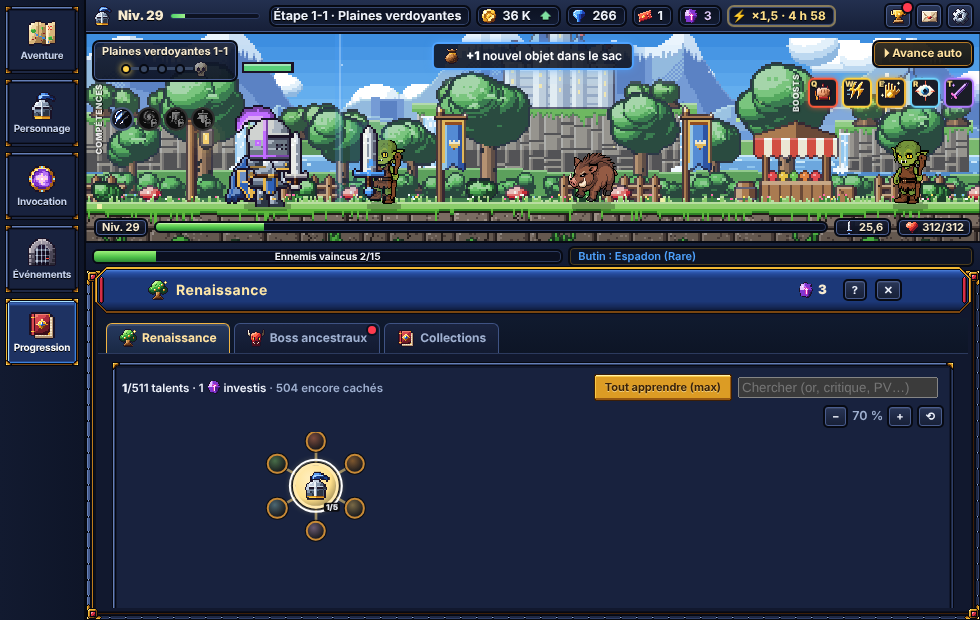 Niv. 29
Étape 1-1 · Plaines verdoyantes
36 K
266
1
3
×1,5 · 4 h 58
Aventure
Personnage
Invocation
Événements
Progression
Plaines verdoyantes 1-1
+1 nouvel objet dans le sac
Avance auto
COMPÉTENCES
BOOSTS
Niv. 29
25,6
312/312
Ennemis vaincus 2/15
Butin : Espadon (Rare)
Renaissance
3
?
×
Renaissance
Boss ancestraux
Collections
1/511 talents · 1 investis · 504 encore cachés
Tout apprendre (max)
Chercher (or, critique, PV…)
− 70 % + ⟲
1/5